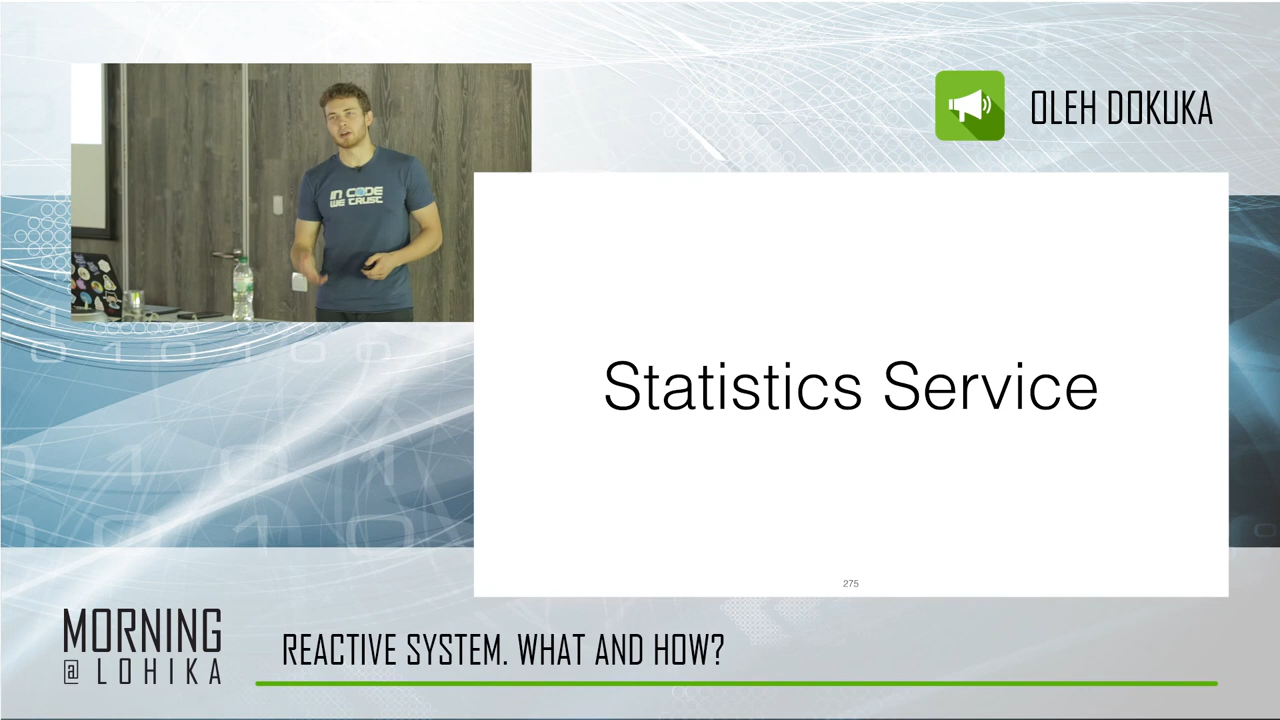 OLEH DOKUKA
IN CODE
WE TRUST
Statistics Service
275
MORNING
@ LOHIKA
REACTIVE SYSTEM. WHAT AND HOW?